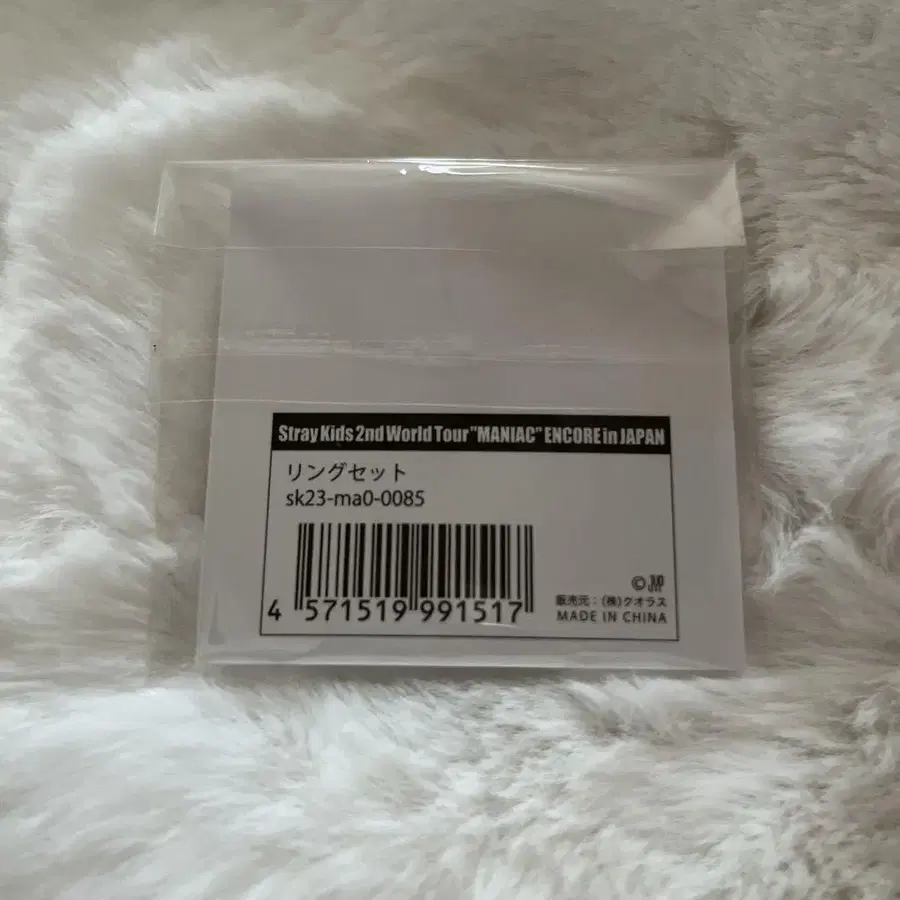 Stray Kids 2nd World Tour "MANIAC" ENCORE in JAPAN
リングセット
sk23-ma0-0085
4 571519 991517
© JYP
販売元：(株)クオラス
MADE IN CHINA